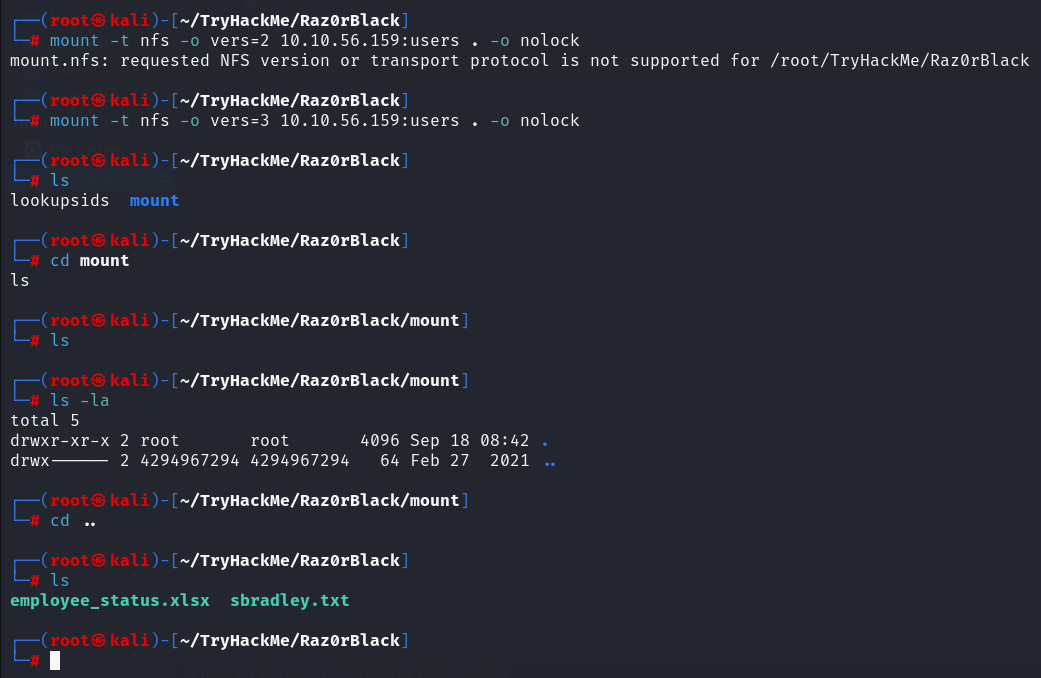 ┌──(root㉿kali)-[~/TryHackMe/Raz0rBlack]
└─# mount -t nfs -o vers=2 10.10.56.159:users . -o nolock
mount.nfs: requested NFS version or transport protocol is not supported for /root/TryHackMe/Raz0rBlack
┌──(root㉿kali)-[~/TryHackMe/Raz0rBlack]
└─# mount -t nfs -o vers=3 10.10.56.159:users . -o nolock
┌──(root㉿kali)-[~/TryHackMe/Raz0rBlack]
└─# ls
lookupsids  mount
┌──(root㉿kali)-[~/TryHackMe/Raz0rBlack]
└─# cd mount
ls
┌──(root㉿kali)-[~/TryHackMe/Raz0rBlack/mount]
└─# ls
┌──(root㉿kali)-[~/TryHackMe/Raz0rBlack/mount]
└─# ls -la
total 5
drwxr-xr-x 2 root       root       4096 Sep 18 08:42 .
drwx------ 2 4294967294 4294967294   64 Feb 27  2021 ..
┌──(root㉿kali)-[~/TryHackMe/Raz0rBlack/mount]
└─# cd ..
┌──(root㉿kali)-[~/TryHackMe/Raz0rBlack]
└─# ls
employee_status.xlsx  sbradley.txt
┌──(root㉿kali)-[~/TryHackMe/Raz0rBlack]
└─#